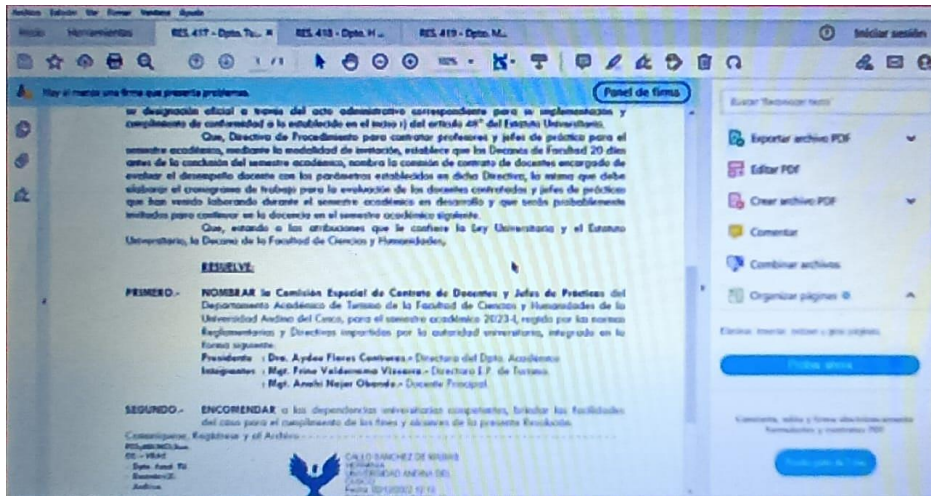 Archivo Edición Ver Firmar Ventana Ayuda
Inicio Herramientas RES. 417 - Dpto. Tu... × RES. 418 - Dpto. H ... RES. 419 - Dpto. M... Iniciar sesión
1 / 1
Hay al menos una firma que presenta problemas. Panel de firma
su designación oficial a través del acto administrativo correspondiente para su implementación y
cumplimiento de conformidad a lo establecido en el inciso del artículo del Estatuto Universitario.
Que, Directiva de Procedimiento para contratar profesores y jefes de práctica para el
semestre académico, mediante la modalidad de invitación, establece que los Decanos de Facultad 20 días
antes de la conclusión del semestre académico, nombra la comisión de contrato de docentes encargado de
evaluar el desempeño docente con los parámetros establecidos en dicha Directiva, la misma que debe
elaborar el cronograma de trabajo para la evaluación de los docentes contratados y jefes de prácticas
que han venido laborando durante el semestre académico en desarrollo y que serán probablemente
invitados para continuar en la docencia en el semestre académico siguiente.
Que, estando a las atribuciones que le confiere la Ley Universitaria y el Estatuto
Universitario, la Decana de la Facultad de Ciencias y Humanidades,
RESUELVE:
PRIMERO.- NOMBRAR la Comisión Especial de Contrato de Docentes y Jefes de Prácticas del
Departamento Académico de Turismo de la Facultad de Ciencias y Humanidades de la
Universidad Andina del Cusco, para el semestre académico 2023-I, regido por las normas
Reglamentarias y Directivas impartidas por la autoridad universitaria, integrado en la
forma siguiente:
Presidente : Dra. Aydee Flores Contreras.- Directora del Dpto. Académico
Integrantes : Mgt. Frine Valderrama Vizcarra.- Directora E.P. de Turismo.
: Mgt. Anahi Najar Obando.- Docente Principal.
SEGUNDO.- ENCOMENDAR a las dependencias universitarias competentes, brindar las facilidades
del caso para el cumplimiento de los fines y alcances de la presente Resolución.
Comuníquese, Regístrese y al Archivo
- Archivo
CALLO SANCHEZ DE MASIAS
HERMINIA
UNIVERSIDAD ANDINA DEL
CUSCO
Exportar archivo PDF
Editar PDF
Crear archivo PDF
Comentar
Combinar archivos
Organizar páginas